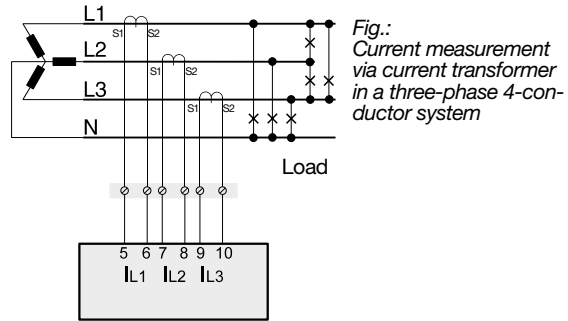 L1
S1 S2
L2
S1 S2
L3
S1 S2
N
Load
5 6 7 8 9 10
IL1 IL2 IL3
Fig.:
Current measurement
via current transformer
in a three-phase 4-con-
ductor system